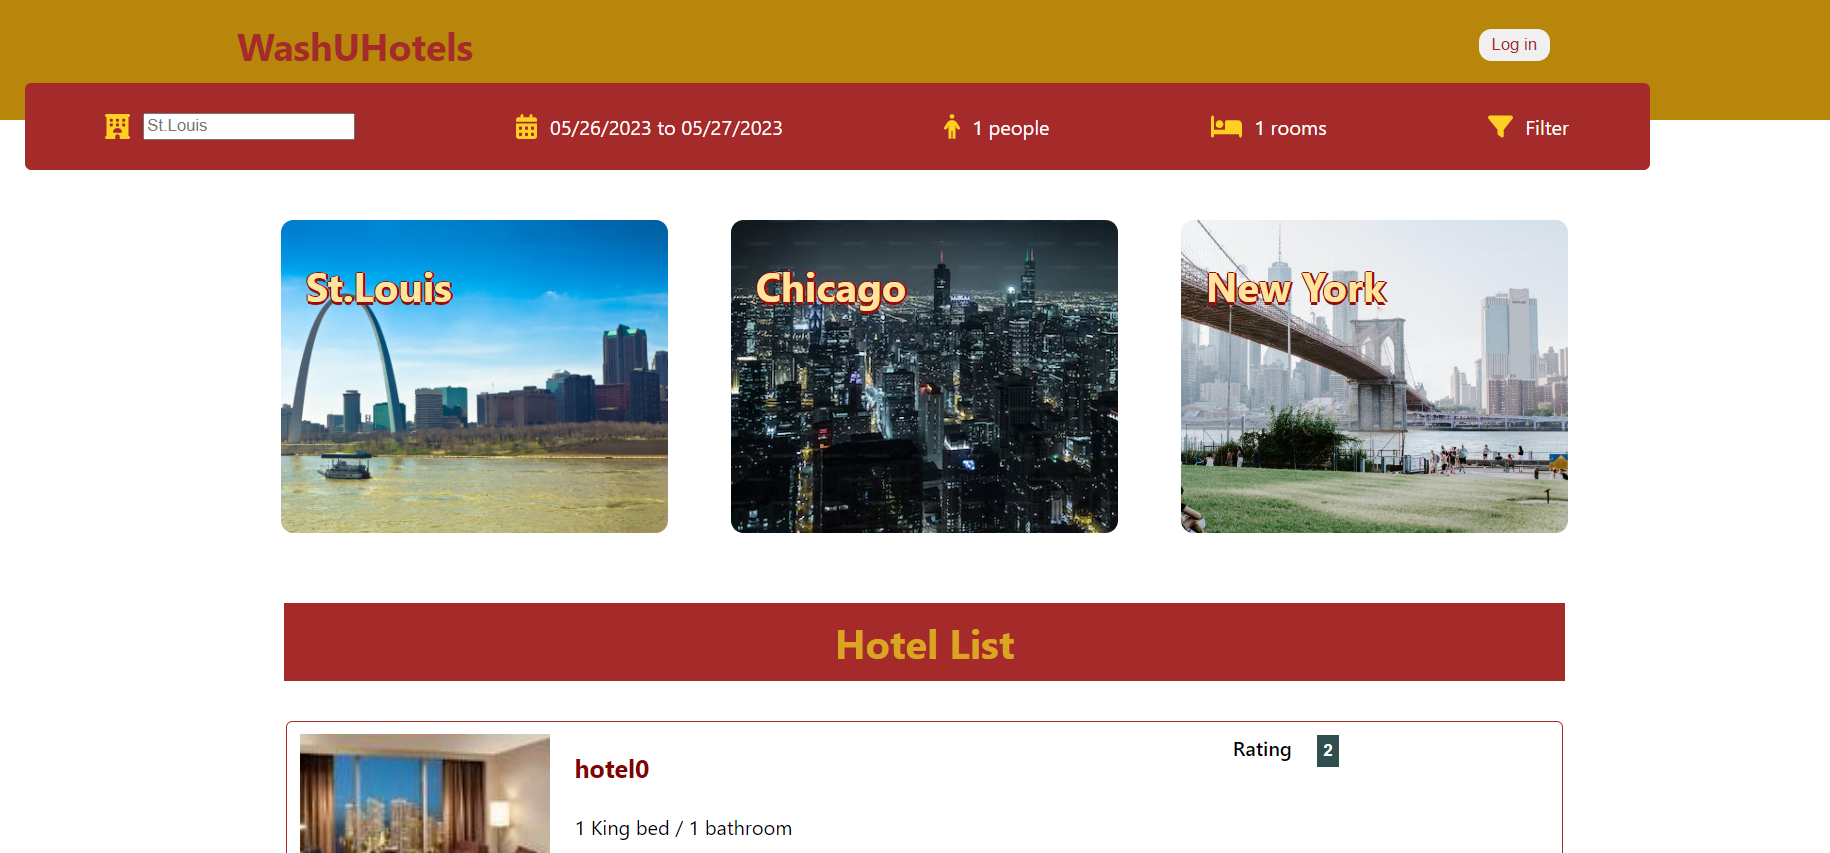 WashUHotels
Log in
St.Louis
05/26/2023 to 05/27/2023
1 people
1 rooms
Filter
St.Louis
Chicago
New York
Hotel List
hotel0
Rating 2
1 King bed / 1 bathroom